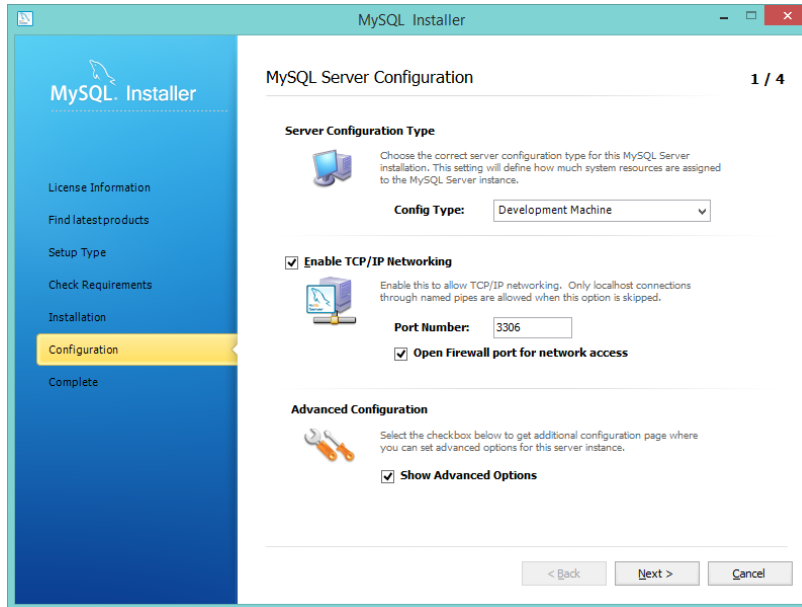 MySQL Installer
MySQL Installer
MySQL Server Configuration
1 / 4
License Information
Find latest products
Setup Type
Check Requirements
Installation
Configuration
Complete
Server Configuration Type
Choose the correct server configuration type for this MySQL Server
installation. This setting will define how much system resources are assigned
to the MySQL Server instance.
Config Type: Development Machine
Enable TCP/IP Networking
Enable this to allow TCP/IP networking. Only localhost connections
through named pipes are allowed when this option is skipped.
Port Number: 3306
Open Firewall port for network access
Advanced Configuration
Select the checkbox below to get additional configuration page where
you can set advanced options for this server instance.
Show Advanced Options
< Back Next > Cancel